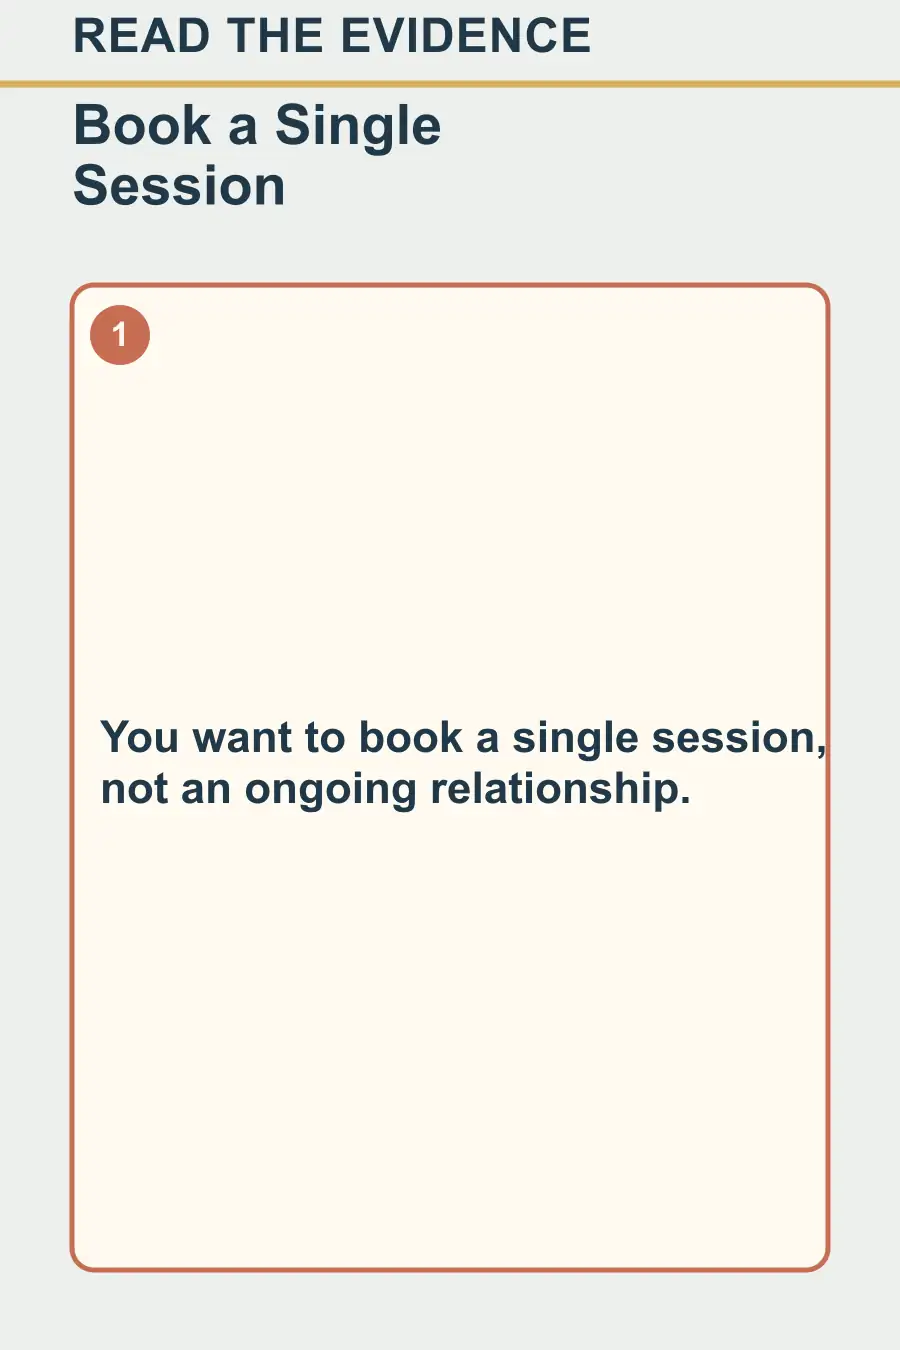 READ THE EVIDENCE
Book a Single
Session
1
You want to book a single session,
not an ongoing relationship.